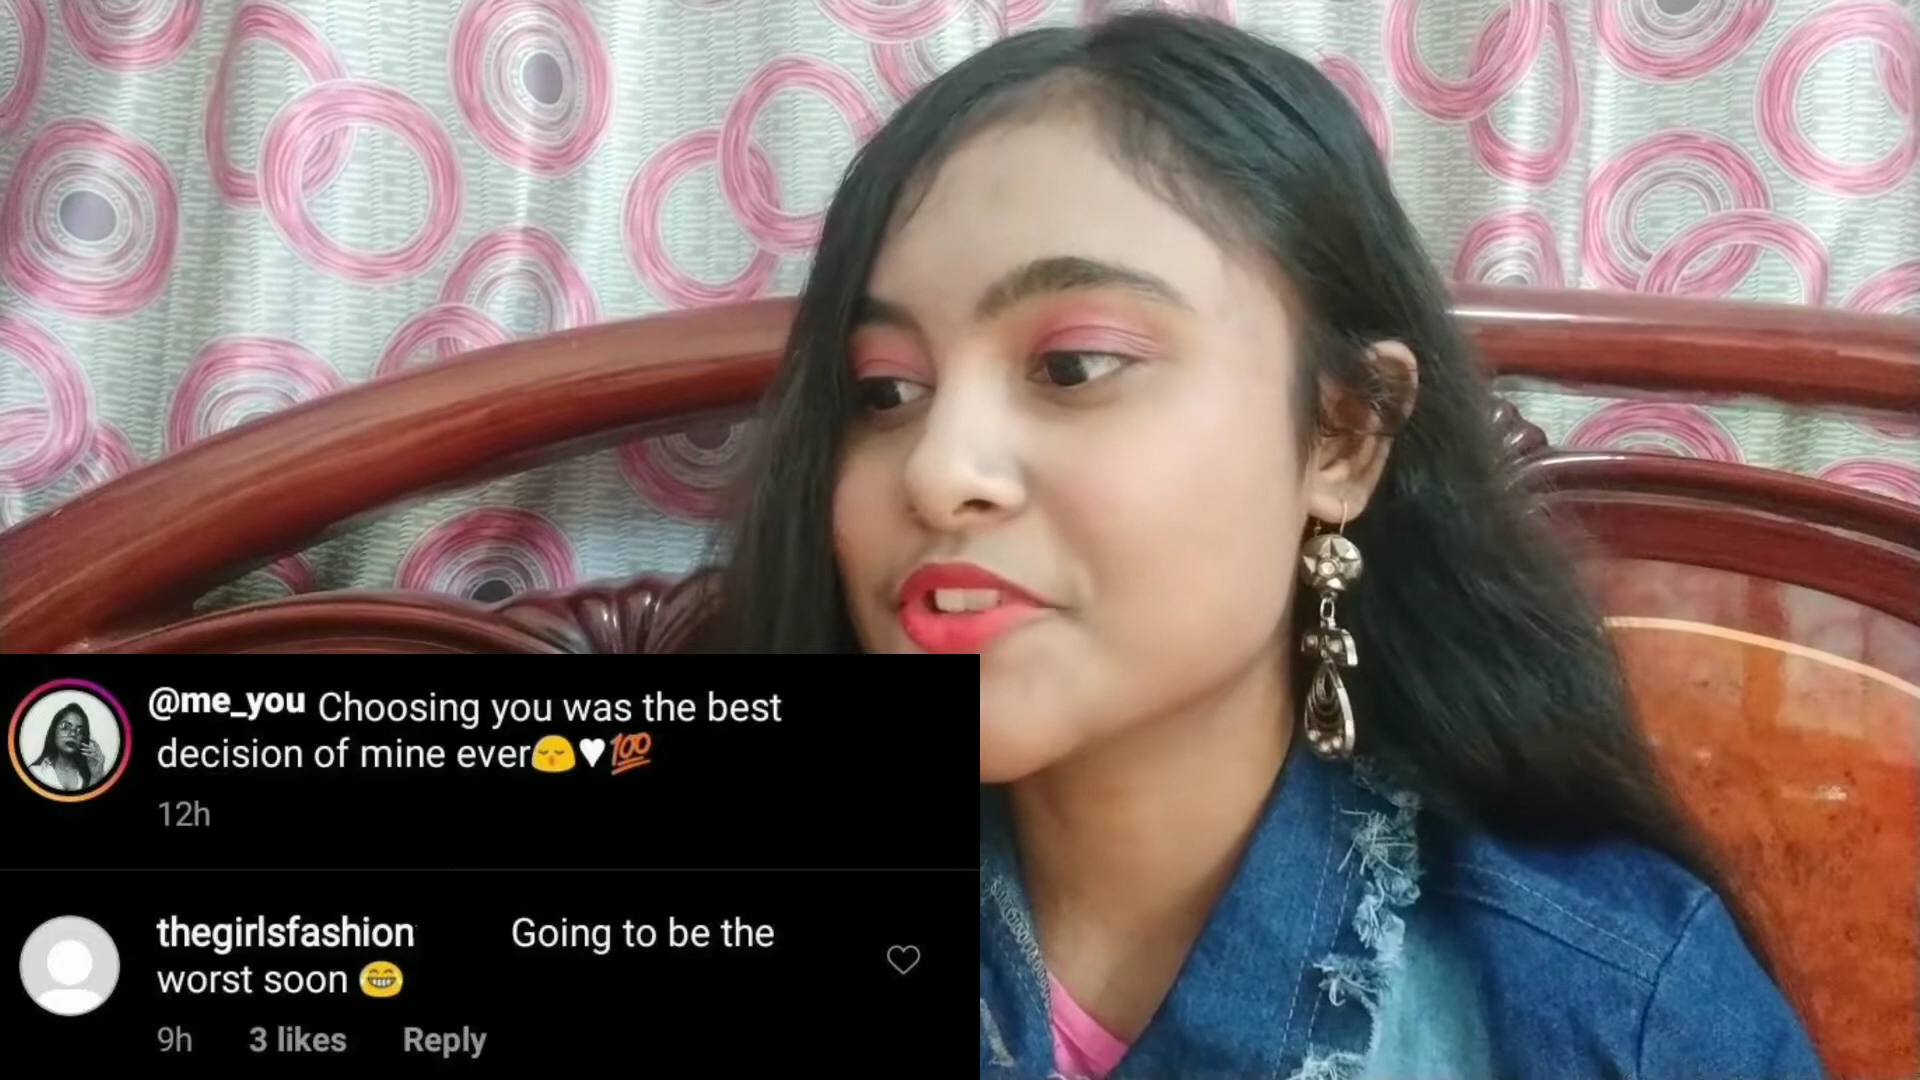 @me_you Choosing you was the best
decision of mine ever😌♥💯
12h
thegirlsfashion Going to be the
worst soon 😂
9h 3 likes Reply